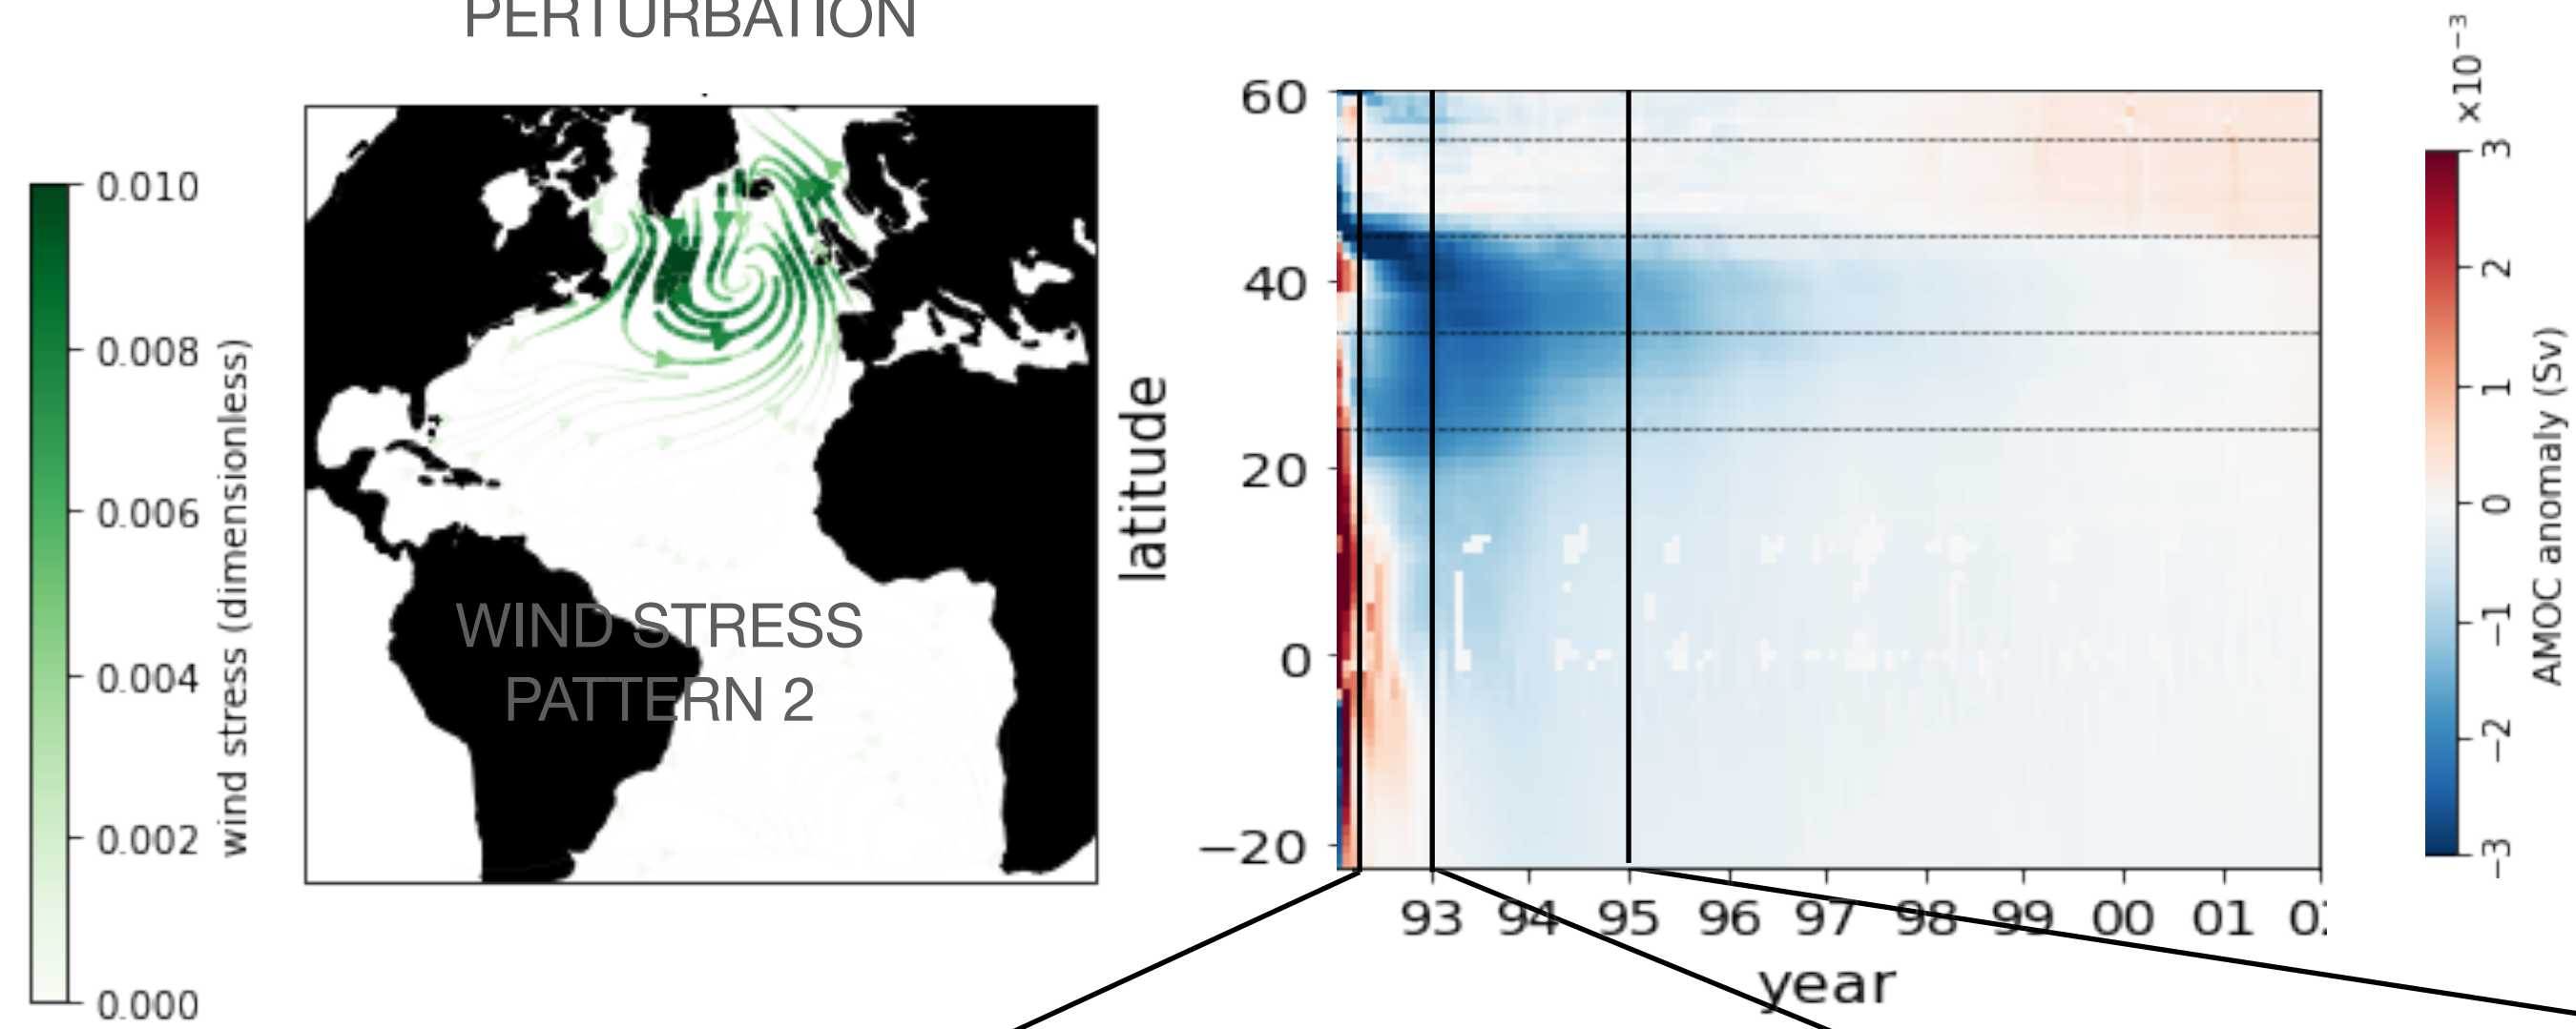 PERTURBATION
0.010
0.008
0.006
0.004
0.002
0.000
wind stress (dimensionless)
WIND STRESS
PATTERN 2
latitude
60
40
20
0
−20
93 94 95 96 97 98 99 00 01
year
×10⁻³
3
2
1
0
−1
−2
−3
AMOC anomaly (Sv)